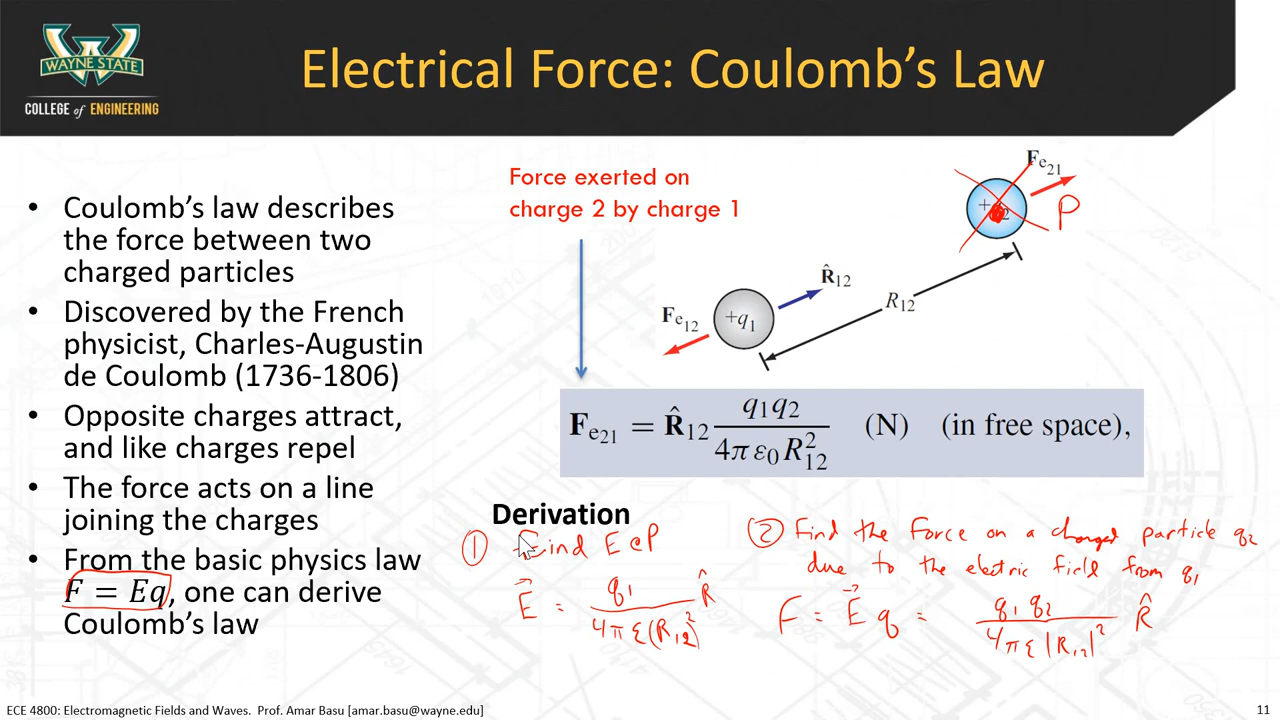 WAYNE STATE
COLLEGE of ENGINEERING
Electrical Force: Coulomb's Law
• Coulomb's law describes
the force between two
charged particles
• Discovered by the French
physicist, Charles-Augustin
de Coulomb (1736-1806)
• Opposite charges attract,
and like charges repel
• The force acts on a line
joining the charges
• From the basic physics law
F = Eq, one can derive
Coulomb's law
Force exerted on
charge 2 by charge 1
Fe21
P
R̂12
R12
Fe12
+q1
Fe21 = R̂12 q1q2 / 4πε0R12² (N) (in free space),
Derivation
① Find E @ P
E⃗ = q1 / 4πε(R12)² R̂
② Find the Force on a charged particle q2
due to the electric field from q1
F = E⃗ q = q1 q2 / 4πε|R12|² R̂
ECE 4800: Electromagnetic Fields and Waves. Prof. Amar Basu [amar.basu@wayne.edu]
11